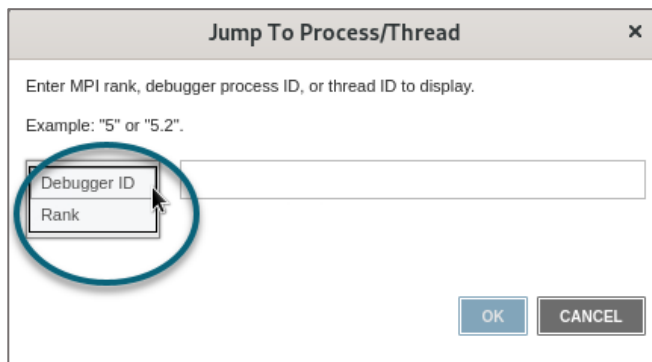 Jump To Process/Thread ×
Enter MPI rank, debugger process ID, or thread ID to display.
Example: "5" or "5.2".
Debugger ID
Rank
OK CANCEL